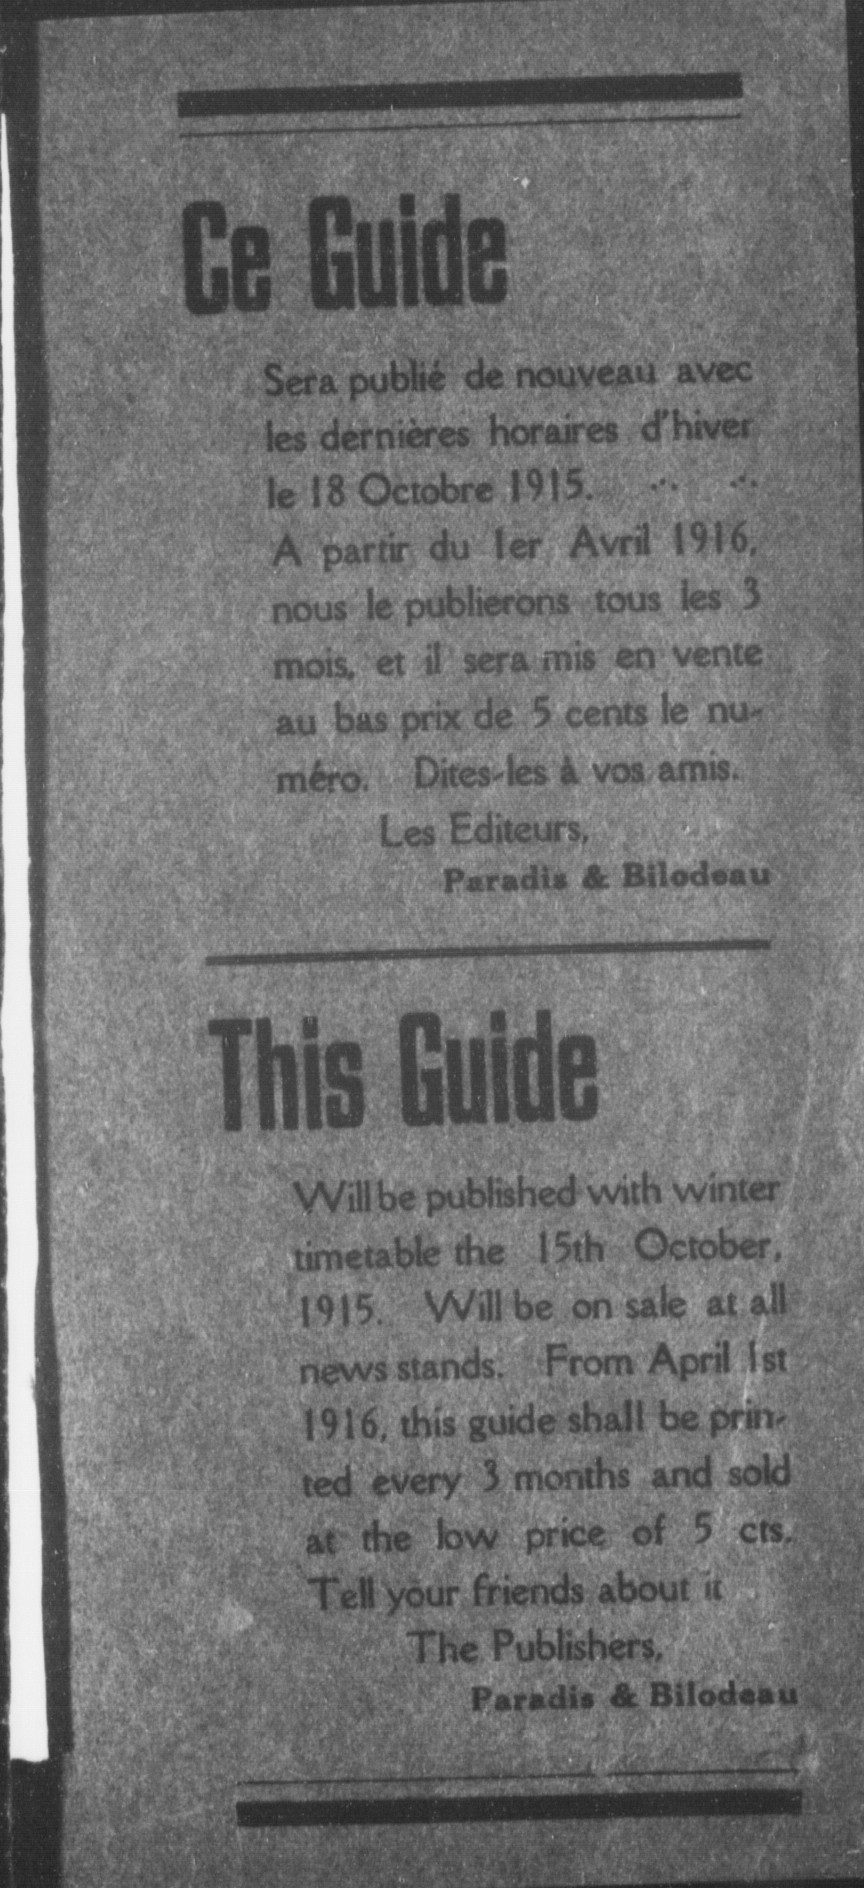 Ce Guide
Sera publié de nouveau avec
les dernières horaires d'hiver
le 18 Octobre 1915. ∴ ∴
A partir du 1er Avril 1916,
nous le publierons tous les 3
mois, et il sera mis en vente
au bas prix de 5 cents le nu-
méro. Dites-les à vos amis.
Les Editeurs,
Paradis & Bilodeau
This Guide
Will be published with winter
timetable the 15th October,
1915. Will be on sale at all
news stands. From April 1st
1916, this guide shall be prin-
ted every 3 months and sold
at the low price of 5 cts.
Tell your friends about it
The Publishers,
Paradis & Bilodeau